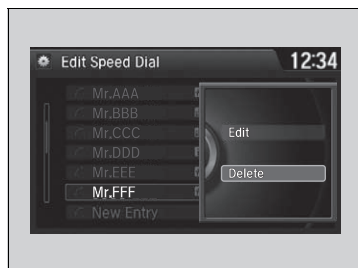 Edit Speed Dial
12:34
Mr.AAA
Mr.BBB
Mr.CCC
Mr.DDD
Mr.EEE
Mr.FFF
New Entry
Edit
Delete